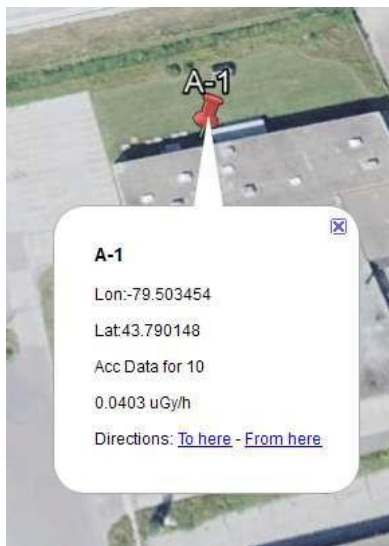 A-1
A-1
Lon:-79.503454
Lat:43.790148
Acc Data for 10
0.0403 uGy/h
Directions: To here - From here